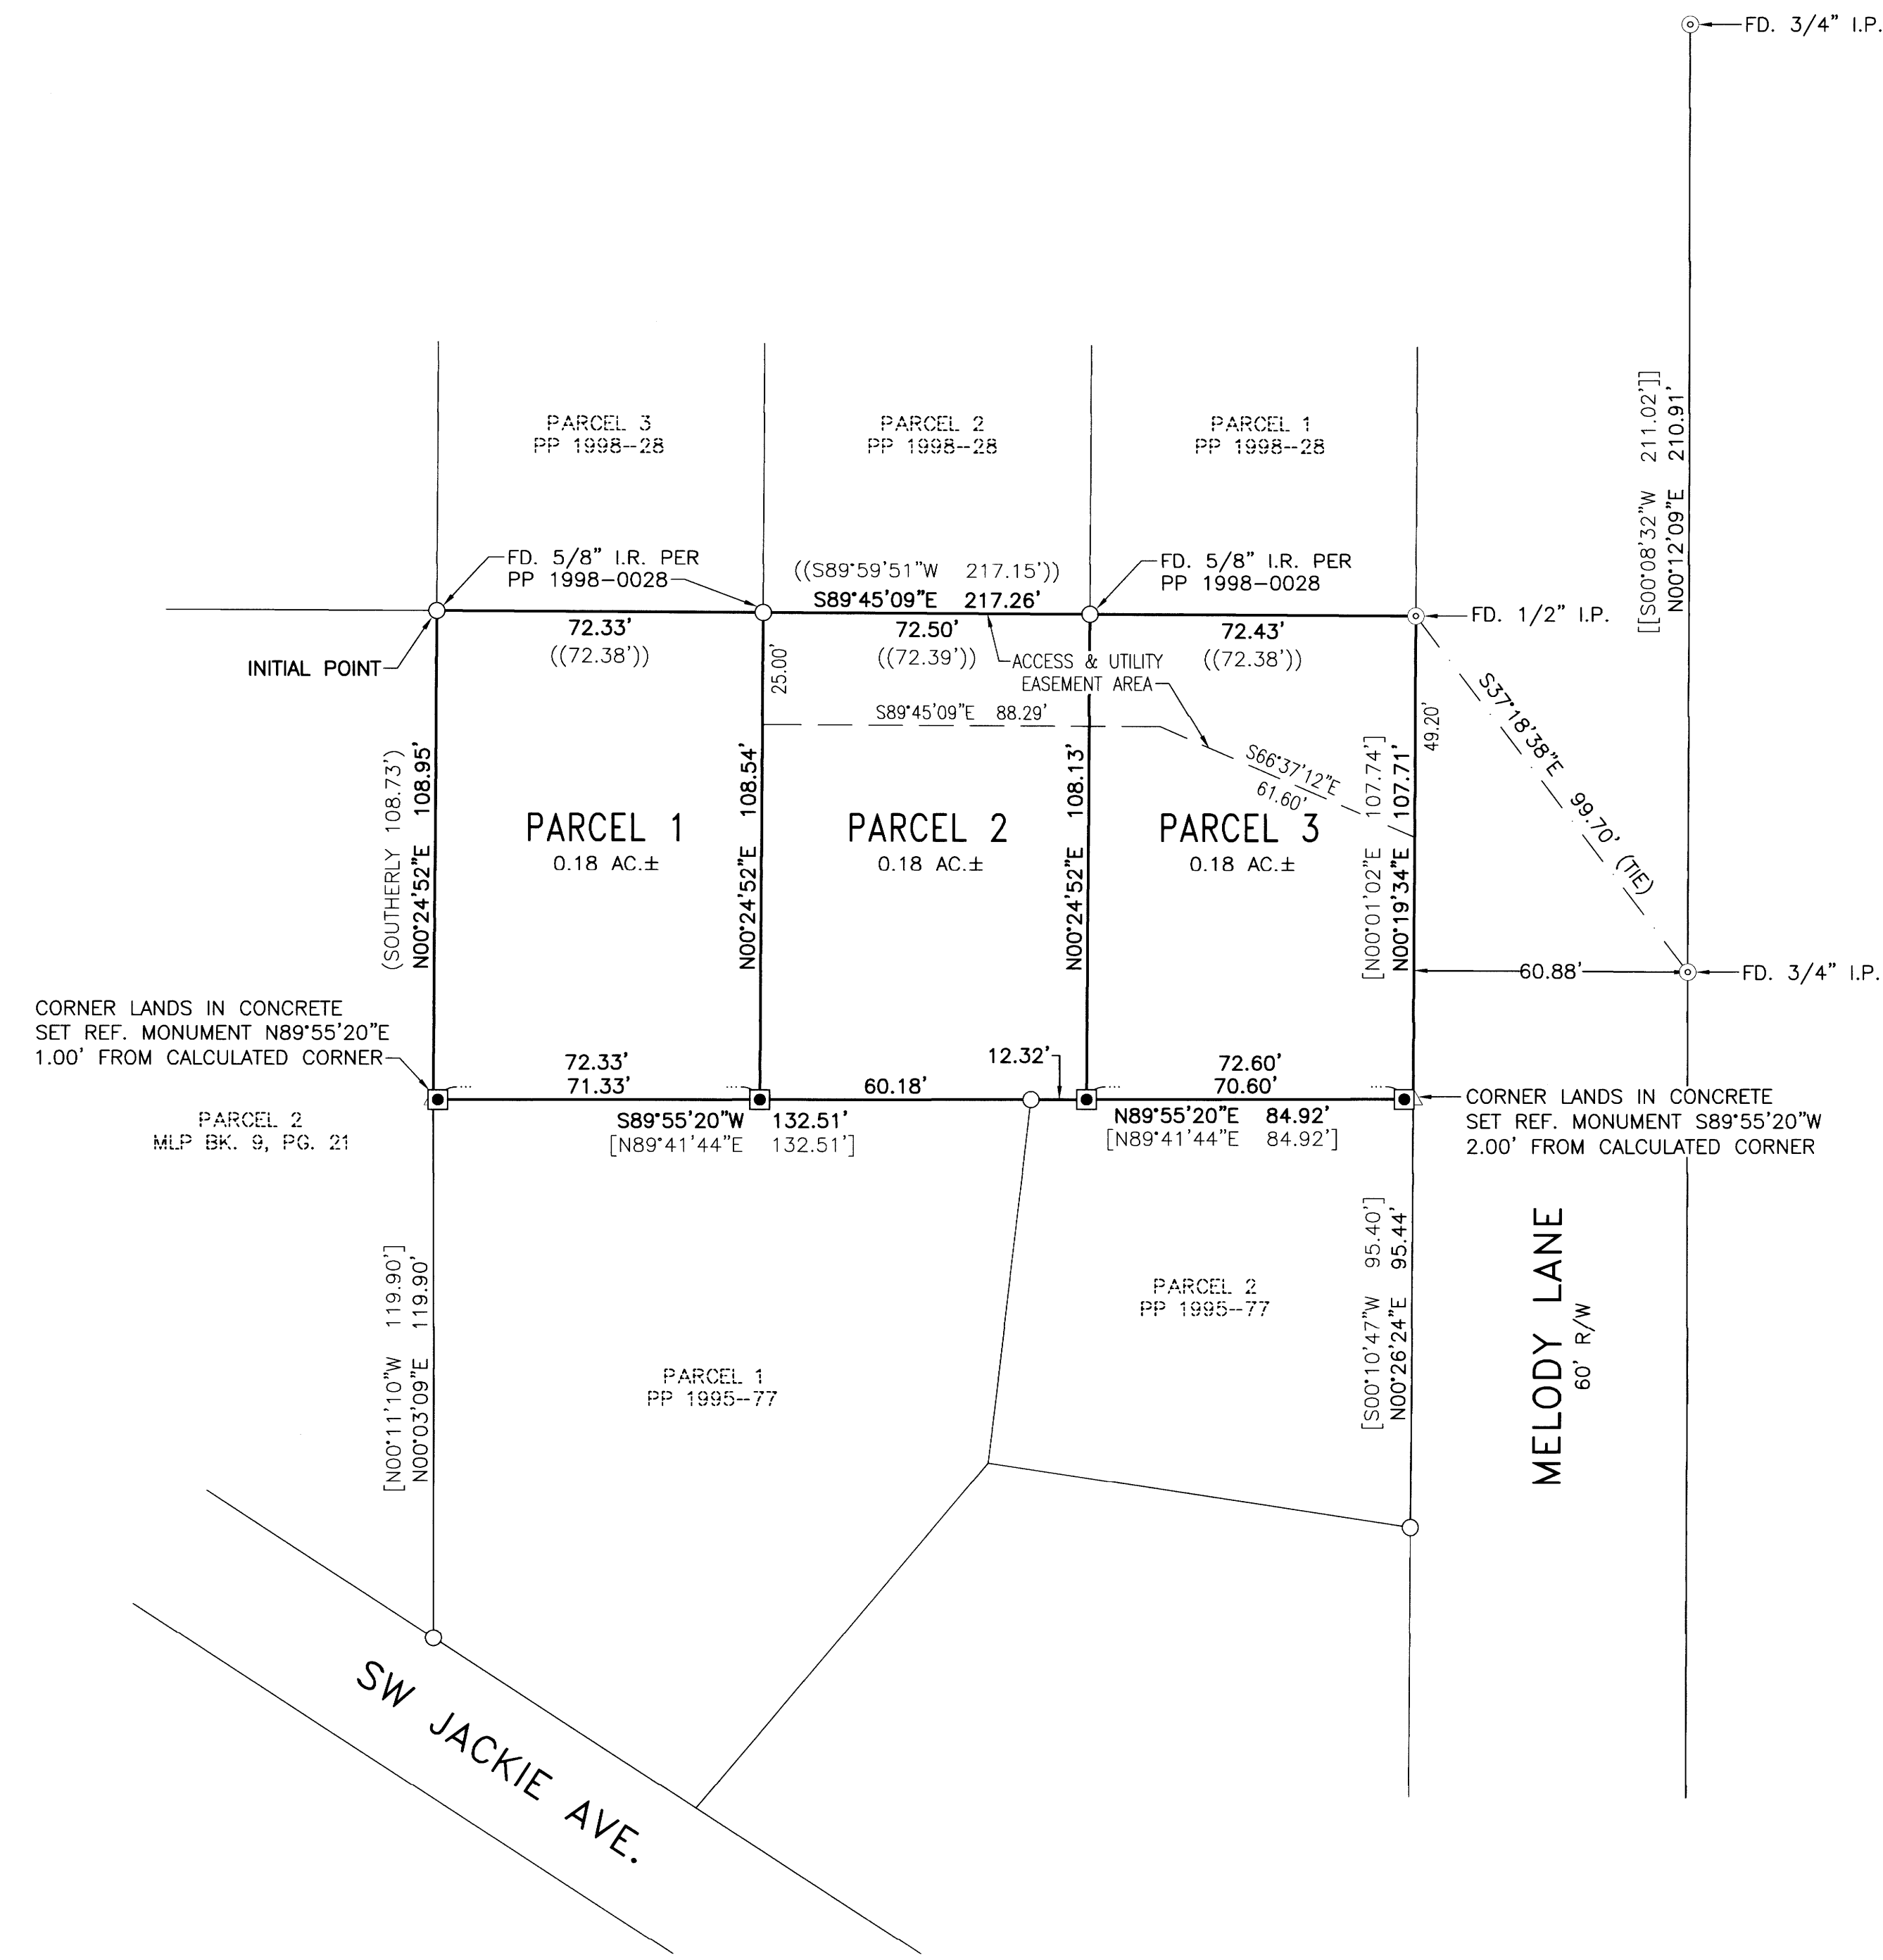 FD. 3/4" I.P.
[[S00°08'32"W 211.02']]
N00°12'09"E 210.91'
PARCEL 3
PP 1998--28
PARCEL 2
PP 1998--28
PARCEL 1
PP 1998--28
FD. 5/8" I.R. PER
PP 1998-0028
((S89°59'51"W 217.15'))
S89°45'09"E 217.26'
FD. 5/8" I.R. PER
PP 1998-0028
FD. 1/2" I.P.
INITIAL POINT
72.33'
((72.38'))
25.00'
72.50'
((72.39'))
72.43'
((72.38'))
ACCESS & UTILITY
EASEMENT AREA
S89°45'09"E 88.29'
S66°37'12"E
61.60'
49.20'
S37°18'38"E 99.70' (TIE)
(SOUTHERLY 108.73')
N00°24'52"E 108.95'
PARCEL 1
0.18 AC.±
N00°24'52"E 108.54'
PARCEL 2
0.18 AC.±
N00°24'52"E 108.13'
PARCEL 3
0.18 AC.±
[N00°01'02"E 107.74']
N00°19'34"E 107.71'
60.88'
FD. 3/4" I.P.
CORNER LANDS IN CONCRETE
SET REF. MONUMENT N89°55'20"E
1.00' FROM CALCULATED CORNER
72.33'
71.33'
60.18'
12.32'
72.60'
70.60'
S89°55'20"W 132.51'
[N89°41'44"E 132.51']
N89°55'20"E 84.92'
[N89°41'44"E 84.92']
CORNER LANDS IN CONCRETE
SET REF. MONUMENT S89°55'20"W
2.00' FROM CALCULATED CORNER
PARCEL 2
MLP BK. 9, PG. 21
[N00°11'10"W 119.90']
N00°03'09"E 119.90'
PARCEL 1
PP 1995--77
PARCEL 2
PP 1995--77
[S00°10'47"W 95.40']
N00°26'24"E 95.44'
MELODY LANE
60' R/W
SW JACKIE AVE.